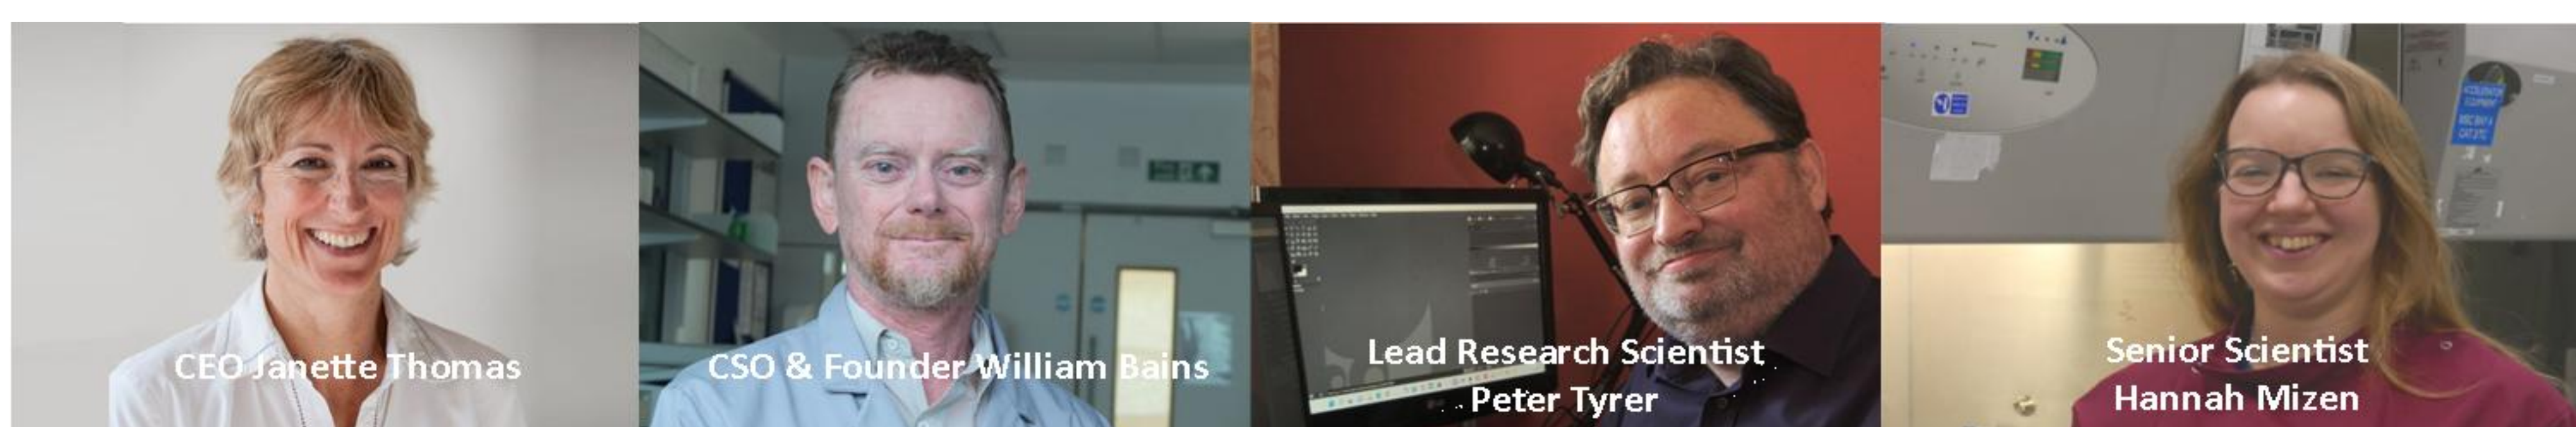 CEO Janette Thomas
CSO & Founder William Bains
Lead Research Scientist
Peter Tyrer
Senior Scientist
Hannah Mizen